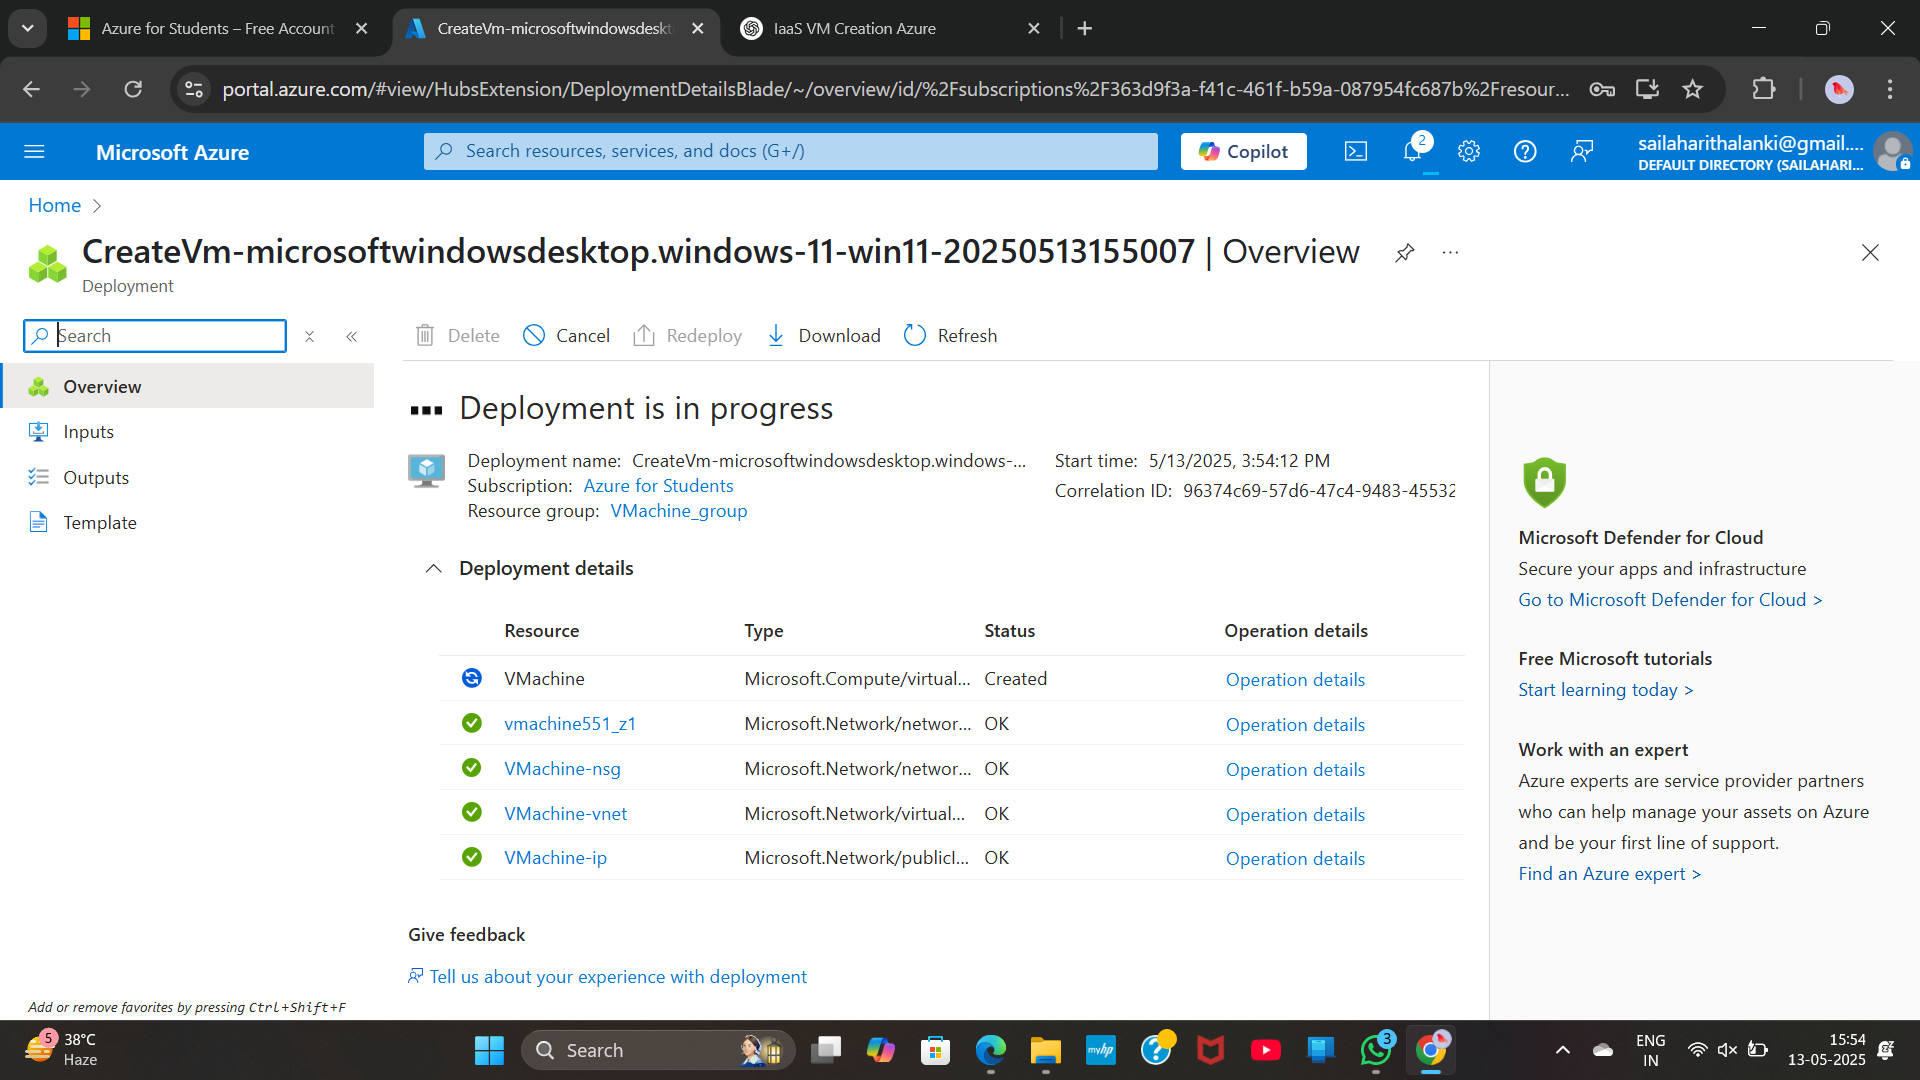 Azure for Students – Free Account
CreateVm-microsoftwindowsdeskt
IaaS VM Creation Azure
portal.azure.com/#view/HubsExtension/DeploymentDetailsBlade/~/overview/id/%2Fsubscriptions%2F363d9f3a-f41c-461f-b59a-087954fc687b%2Fresour...
Microsoft Azure
Search resources, services, and docs (G+/)
Copilot
2
sailaharithalanki@gmail....
DEFAULT DIRECTORY (SAILAHARI...
Home
CreateVm-microsoftwindowsdesktop.windows-11-win11-20250513155007 | Overview
Deployment
Search
Delete
Cancel
Redeploy
Download
Refresh
Overview
Inputs
Outputs
Template
Deployment is in progress
Deployment name: CreateVm-microsoftwindowsdesktop.windows-...
Subscription: Azure for Students
Resource group: VMachine_group
Start time: 5/13/2025, 3:54:12 PM
Correlation ID: 96374c69-57d6-47c4-9483-45532
Deployment details
Resource Type Status Operation details
VMachine Microsoft.Compute/virtual... Created Operation details
vmachine551_z1 Microsoft.Network/networ... OK Operation details
VMachine-nsg Microsoft.Network/networ... OK Operation details
VMachine-vnet Microsoft.Network/virtual... OK Operation details
VMachine-ip Microsoft.Network/publicI... OK Operation details
Give feedback
Tell us about your experience with deployment
Microsoft Defender for Cloud
Secure your apps and infrastructure
Go to Microsoft Defender for Cloud >
Free Microsoft tutorials
Start learning today >
Work with an expert
Azure experts are service provider partners
who can help manage your assets on Azure
and be your first line of support.
Find an Azure expert >
Add or remove favorites by pressing Ctrl+Shift+F
5
38°C
Haze
Search
myhp
3
ENG
IN
15:54
13-05-2025